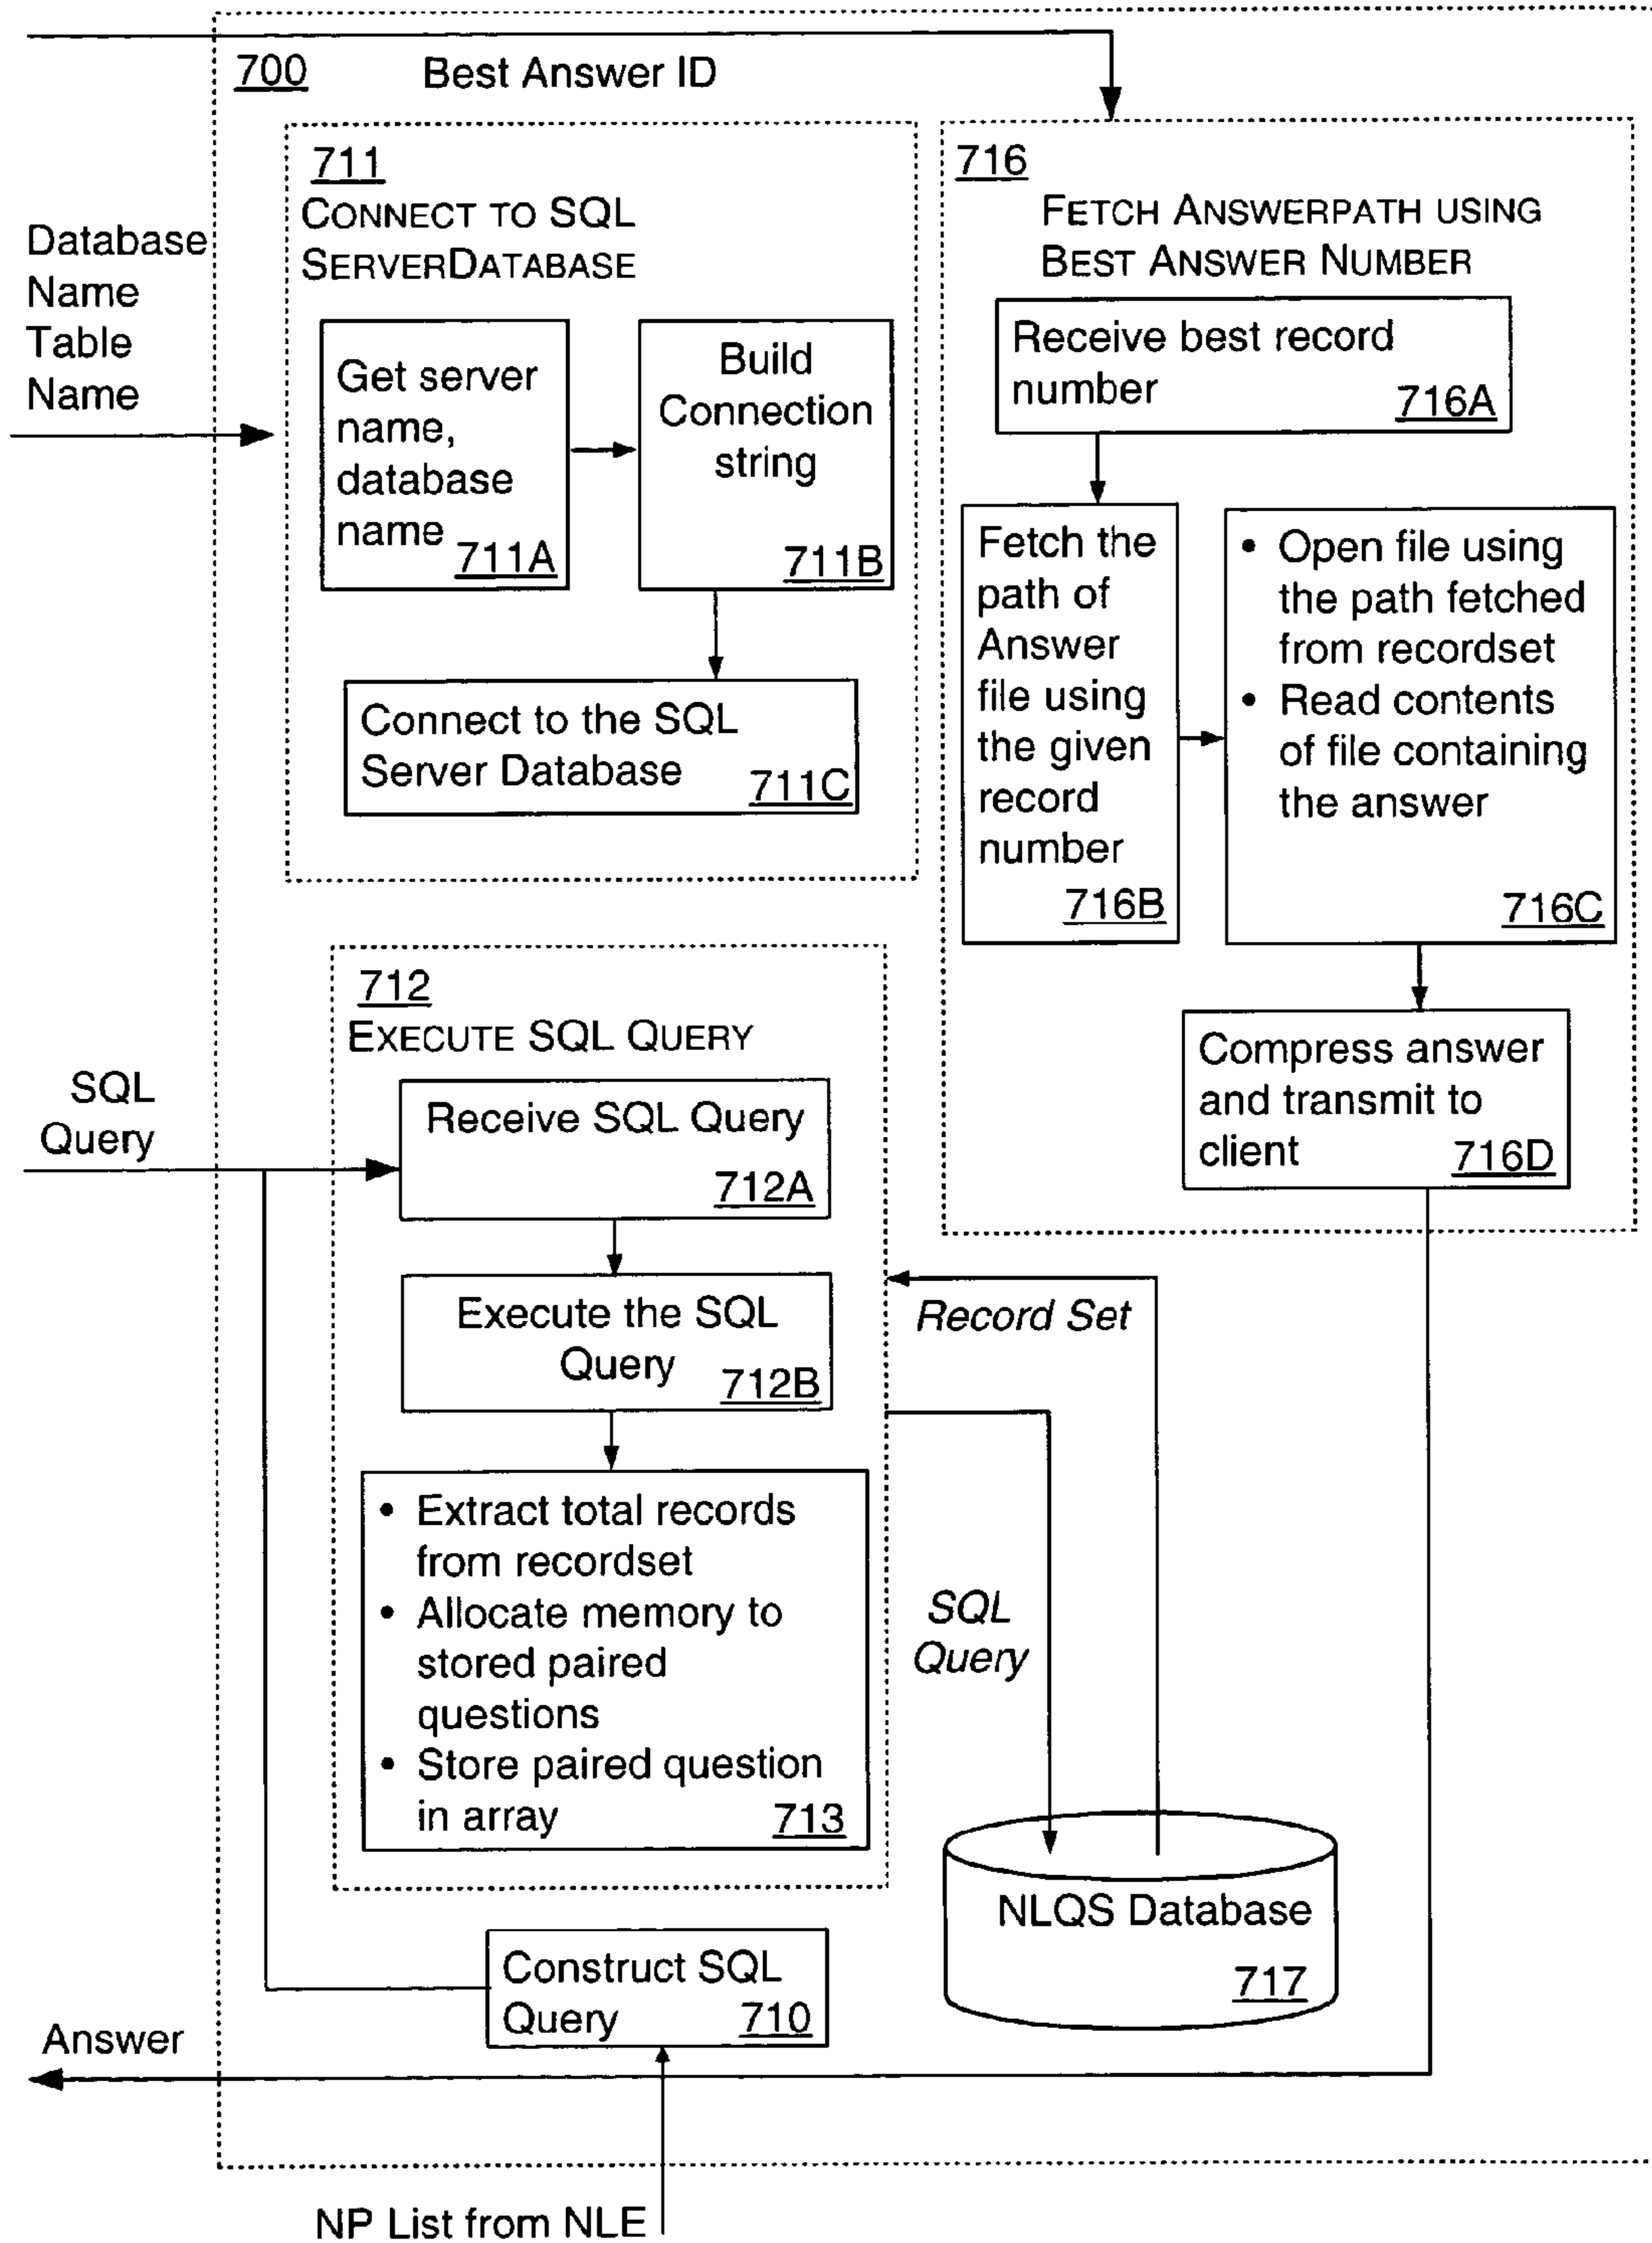 700
Best Answer ID
Database
Name
Table
Name
711
CONNECT TO SQL
SERVERDATABASE
Get server
name,
database
name
711A
Build
Connection
string
711B
Connect to the SQL
Server Database
711C
716
FETCH ANSWERPATH USING
BEST ANSWER NUMBER
Receive best record
number
716A
Fetch the
path of
Answer
file using
the given
record
number
716B
• Open file using
the path fetched
from recordset
• Read contents
of file containing
the answer
716C
Compress answer
and transmit to
client
716D
SQL
Query
712
EXECUTE SQL QUERY
Receive SQL Query
712A
Execute the SQL
Query
712B
• Extract total records
from recordset
• Allocate memory to
stored paired
questions
• Store paired question
in array
713
Record Set
SQL
Query
NLQS Database
717
Construct SQL
Query
710
Answer
NP List from NLE